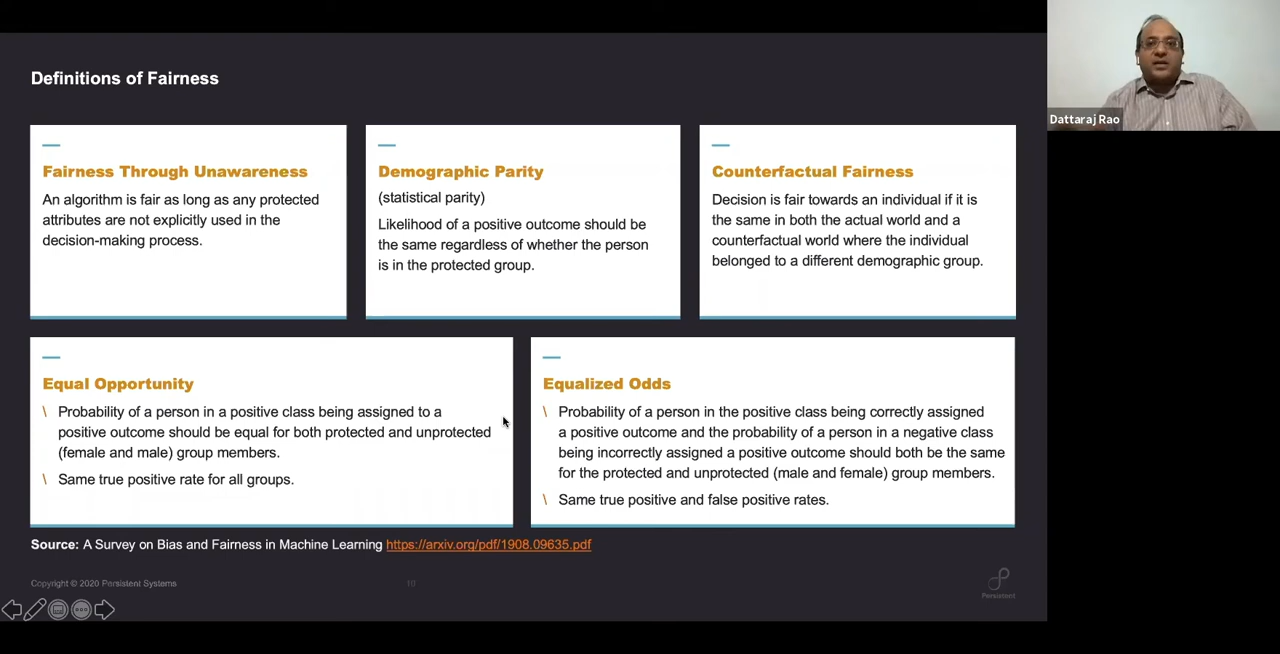 Definitions of Fairness
Fairness Through Unawareness
An algorithm is fair as long as any protected
attributes are not explicitly used in the
decision-making process.
Demographic Parity
(statistical parity)
Likelihood of a positive outcome should be
the same regardless of whether the person
is in the protected group.
Counterfactual Fairness
Decision is fair towards an individual if it is
the same in both the actual world and a
counterfactual world where the individual
belonged to a different demographic group.
Equal Opportunity
\ Probability of a person in a positive class being assigned to a
positive outcome should be equal for both protected and unprotected
(female and male) group members.
\ Same true positive rate for all groups.
Equalized Odds
\ Probability of a person in the positive class being correctly assigned
a positive outcome and the probability of a person in a negative class
being incorrectly assigned a positive outcome should both be the same
for the protected and unprotected (male and female) group members.
\ Same true positive and false positive rates.
Source: A Survey on Bias and Fairness in Machine Learning https://arxiv.org/pdf/1908.09635.pdf
Copyright © 2020 Persistent Systems
10
Persistent
Dattaraj Rao